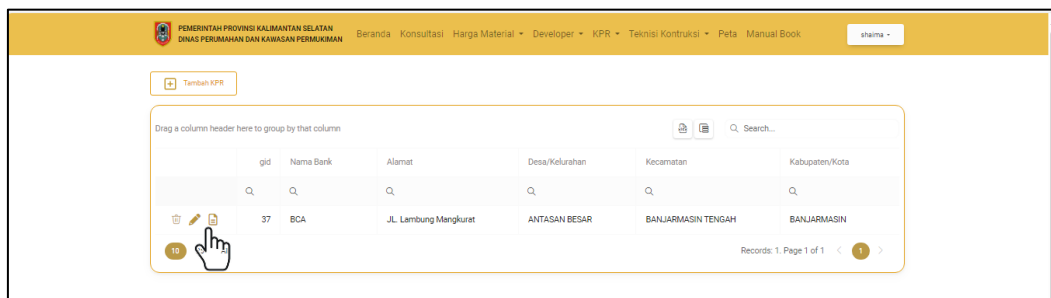 PEMERINTAH PROVINSI KALIMANTAN SELATAN
DINAS PERUMAHAN DAN KAWASAN PERMUKIMAN
Beranda Konsultasi Harga Material Developer KPR Teknisi Kontruksi Peta Manual Book
shaima
Tambah KPR
Drag a column header here to group by that column
Search...
gid Nama Bank Alamat Desa/Kelurahan Kecamatan Kabupaten/Kota
37 BCA JL. Lambung Mangkurat ANTASAN BESAR BANJARMASIN TENGAH BANJARMASIN
10
Records: 1. Page 1 of 1 1